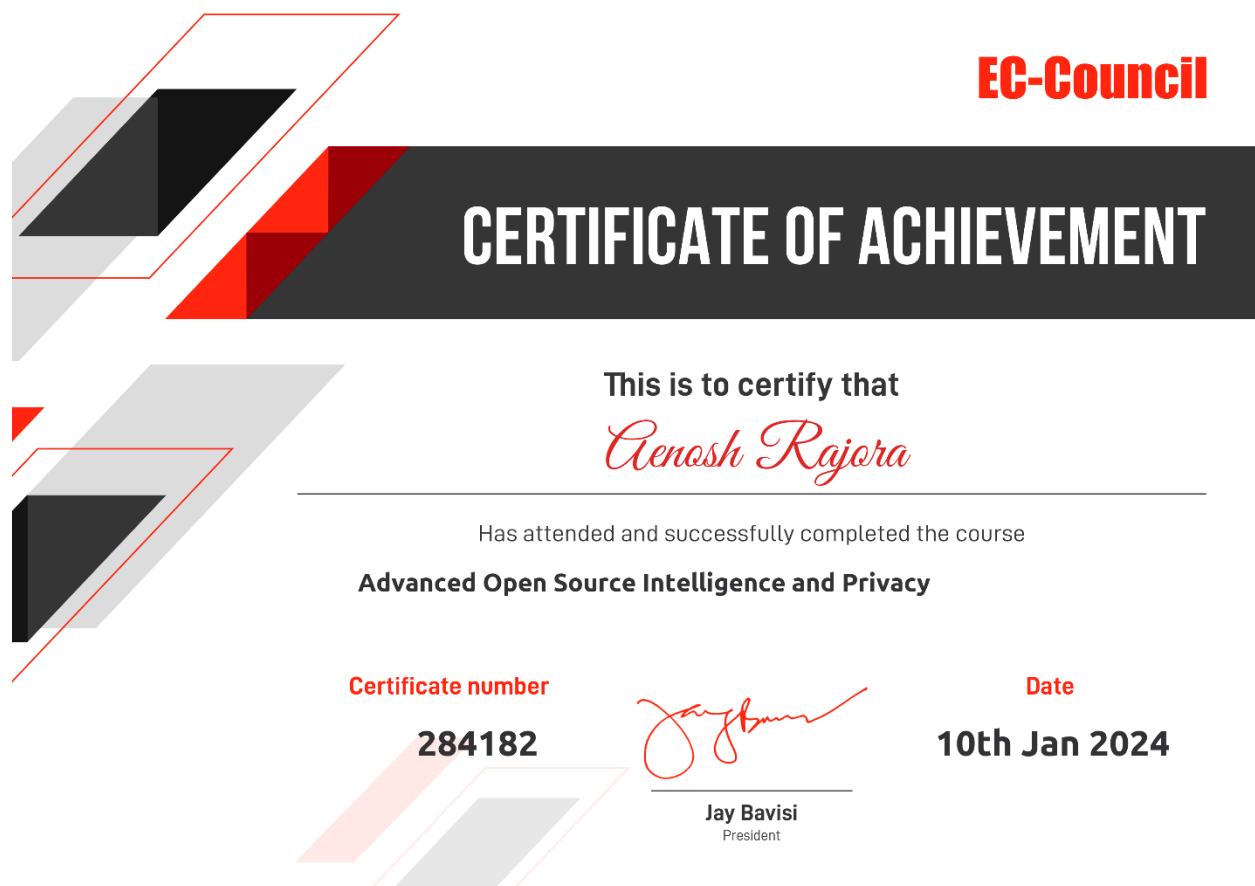 EC-Council
CERTIFICATE OF ACHIEVEMENT
This is to certify that
Aenosh Rajora
Has attended and successfully completed the course
Advanced Open Source Intelligence and Privacy
Certificate number
Date
284182
10th Jan 2024
Jay Bavisi
President